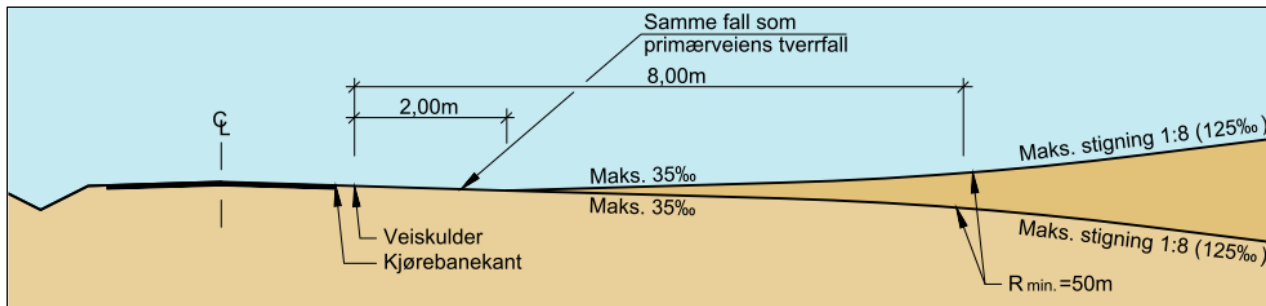 Samme fall som
primærveiens tverrfall
8,00m
2,00m
℄
Maks. stigning 1:8 (125‰)
Maks. 35‰
Maks. 35‰
Maks. stigning 1:8 (125‰)
Veiskulder
Kjørebanekant
R min.=50m